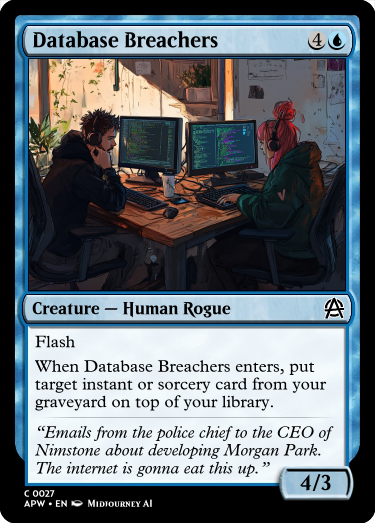 Database Breachers 4
Creature — Human Rogue
Flash
When Database Breachers enters, put
target instant or sorcery card from your
graveyard on top of your library.
“Emails from the police chief to the CEO of
Nimstone about developing Morgan Park.
The internet is gonna eat this up.”
4/3
C 0027
APW • EN Midjourney AI